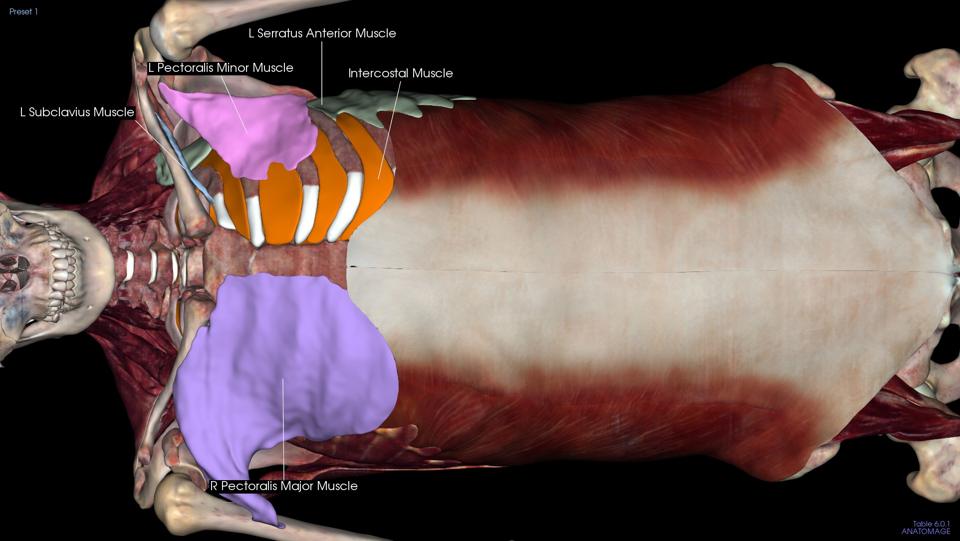 Preset 1
L Serratus Anterior Muscle
L Pectoralis Minor Muscle
Intercostal Muscle
L Subclavius Muscle
R Pectoralis Major Muscle
Table 6.0.1
ANATOMAGE